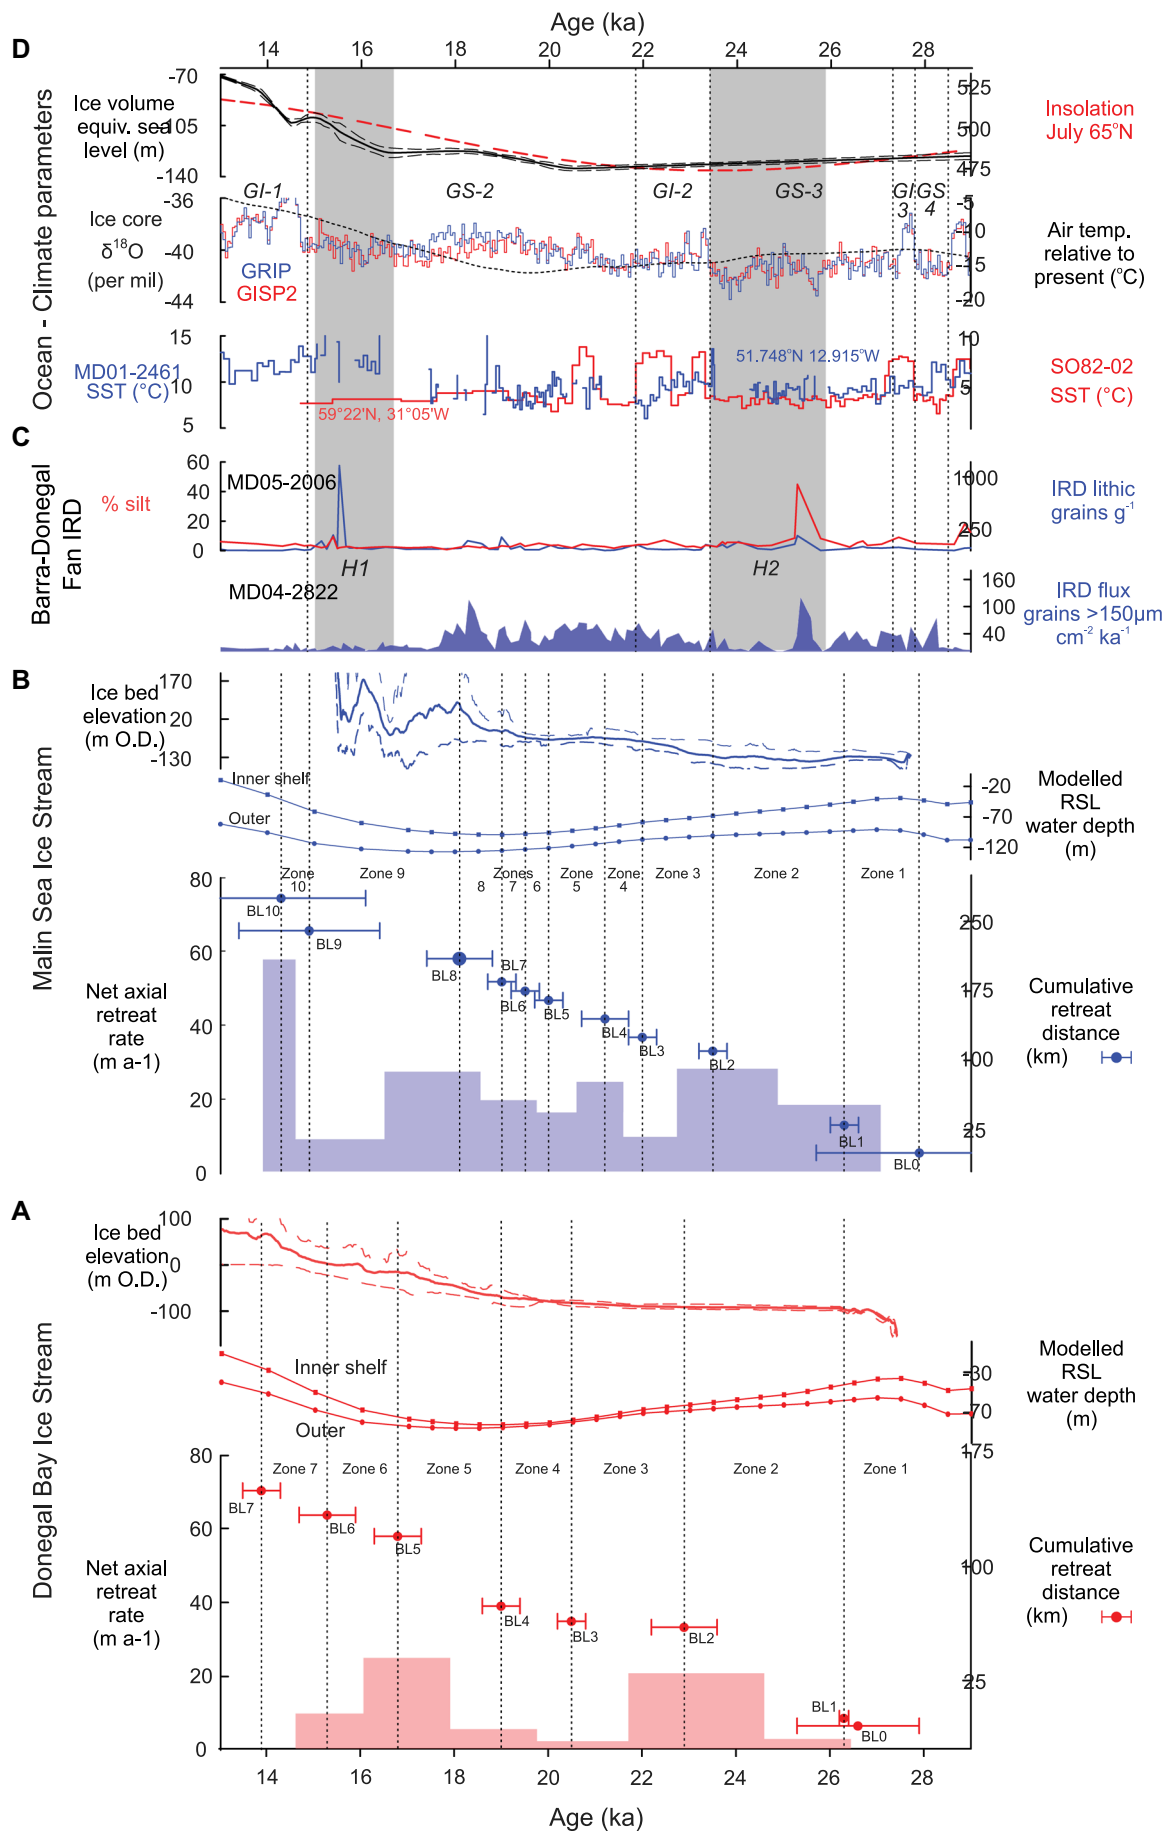 Age (ka)
D
14 16 18 20 22 24 26 28
Ocean - Climate parameters
Ice volume
equiv. sea
level (m)
-70
-105
-140
525
500
475
Insolation
July 65°N
GI-1
GS-2
GI-2
GS-3
GI
3
GS
4
Ice core
δ18O
(per mil)
-36
-40
-44
GRIP
GISP2
-5
-10
-15
-20
Air temp.
relative to
present (°C)
MD01-2461
SST (°C)
15
10
5
51.748°N 12.915°W
59°22'N, 31°05'W
10
5
SO82-02
SST (°C)
C
Barra-Donegal
Fan IRD
% silt
60
40
20
0
MD05-2006
1000
250
IRD lithic
grains g-1
H1
H2
MD04-2822
160
100
40
IRD flux
grains >150µm
cm-2 ka-1
B
Malin Sea Ice Stream
Ice bed
elevation
(m O.D.)
170
20
-130
Inner shelf
Outer
-20
-70
-120
Modelled
RSL
water depth
(m)
Zone
10
Zone 9
8
Zones
7
6
Zone
5
Zone
4
Zone 3
Zone 2
Zone 1
80
60
40
20
0
Net axial
retreat
rate
(m a-1)
BL10
BL9
BL8
BL7
BL6
BL5
BL4
BL3
BL2
BL1
BL0
250
175
100
25
Cumulative
retreat
distance
(km)
A
Donegal Bay Ice Stream
Ice bed
elevation
(m O.D.)
100
0
-100
Inner shelf
Outer
-30
-70
Modelled
RSL
water depth
(m)
Zone 7
Zone 6
Zone 5
Zone 4
Zone 3
Zone 2
Zone 1
80
60
40
20
0
Net axial
retreat
rate
(m a-1)
BL7
BL6
BL5
BL4
BL3
BL2
BL1
BL0
175
100
25
Cumulative
retreat
distance
(km)
14 16 18 20 22 24 26 28
Age (ka)